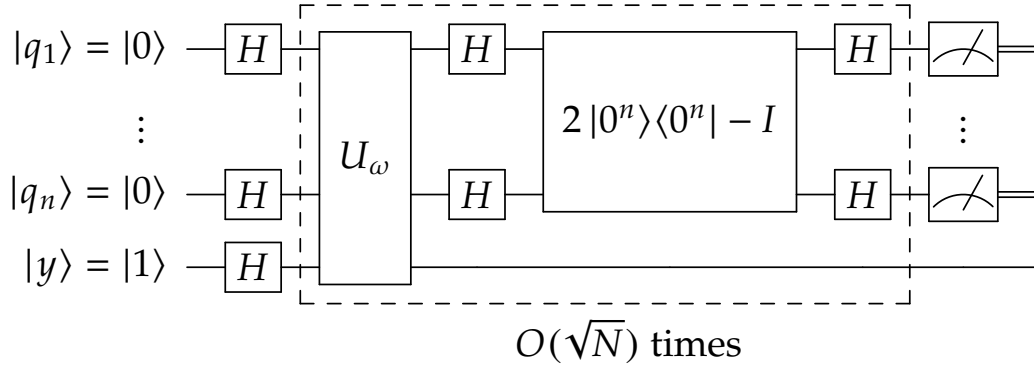 |q₁⟩ = |0⟩ H H H
⋮ U_ω 2 |0ⁿ⟩⟨0ⁿ| − I ⋮
|qₙ⟩ = |0⟩ H H H
|y⟩ = |1⟩ H
O(√N) times